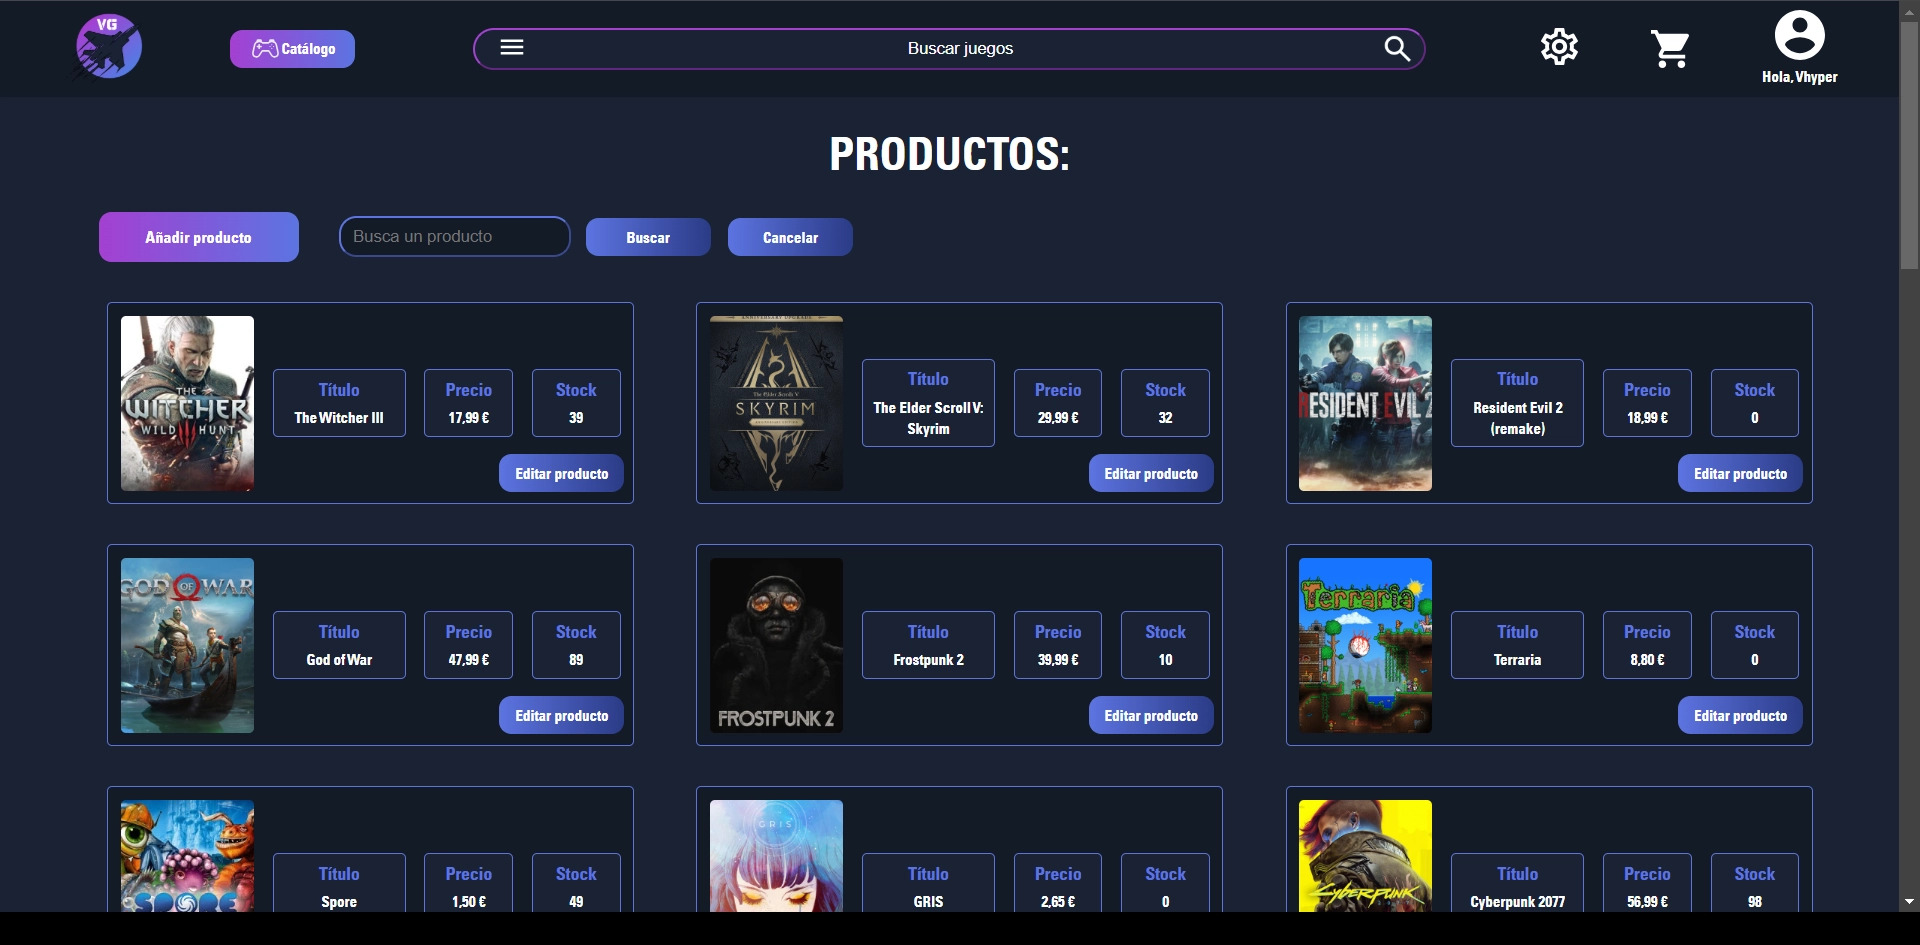 VG
Catálogo
Buscar juegos
Hola, Vhyper
PRODUCTOS:
Añadir producto
Busca un producto
Buscar
Cancelar
THE
WITCHER
WILD HUNT
Título
The Witcher III
Precio
17,99 €
Stock
39
Editar producto
ANNIVERSARY UPGRADE
The Elder Scrolls V
SKYRIM
Título
The Elder Scroll V:
Skyrim
Precio
29,99 €
Stock
32
Editar producto
RESIDENT EVIL 2
Título
Resident Evil 2
(remake)
Precio
18,99 €
Stock
0
Editar producto
GOD OF WAR
Título
God of War
Precio
47,99 €
Stock
89
Editar producto
FROSTPUNK 2
Título
Frostpunk 2
Precio
39,99 €
Stock
10
Editar producto
Terraria
Título
Terraria
Precio
8,80 €
Stock
0
Editar producto
SPORE
Título
Spore
Precio
1,50 €
Stock
49
GRIS
Título
GRIS
Precio
2,65 €
Stock
0
Cyberpunk
Título
Cyberpunk 2077
Precio
56,99 €
Stock
98